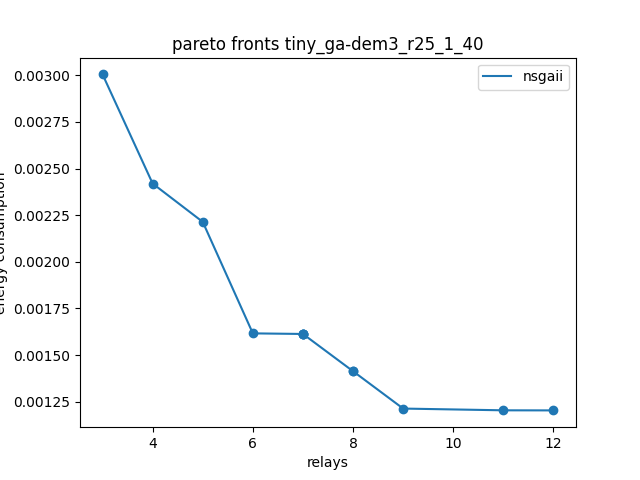 pareto fronts tiny_ga-dem3_r25_1_40
nsgaii
0.00300
0.00275
0.00250
0.00225
0.00200
0.00175
0.00150
0.00125
energy consumption
4 6 8 10 12
relays